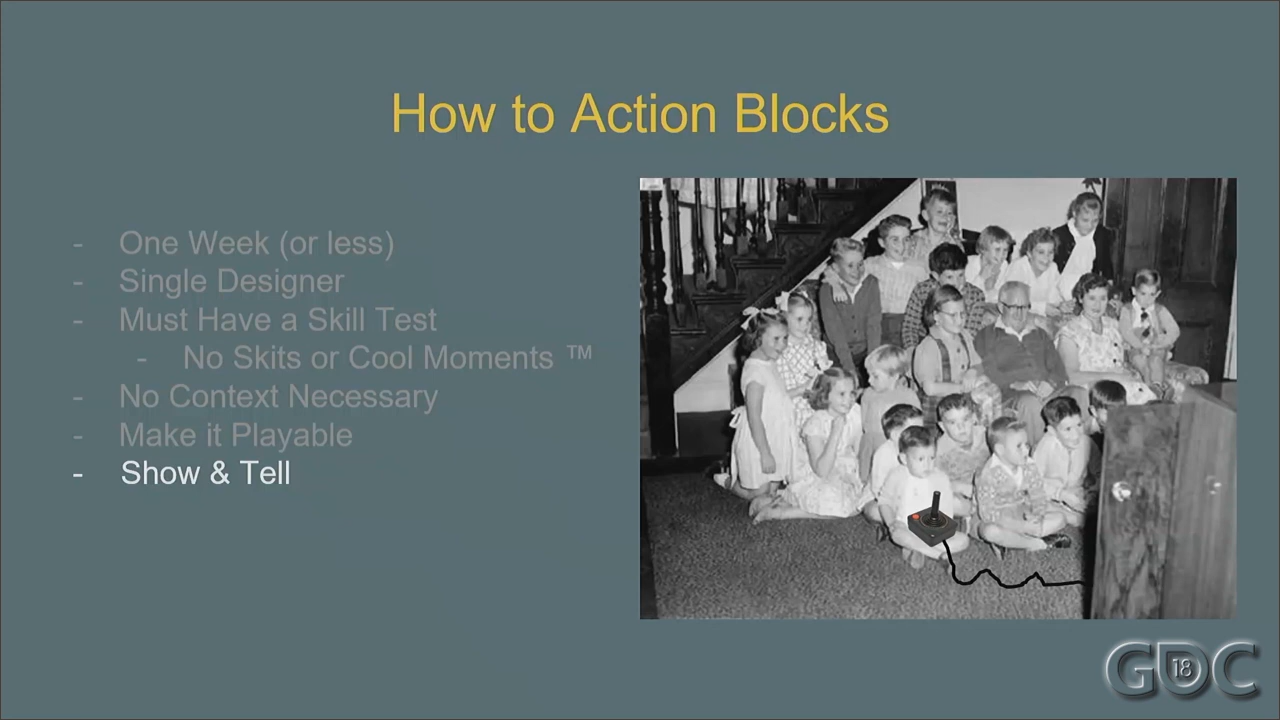 How to Action Blocks
- One Week (or less)
- Single Designer
- Must Have a Skill Test
- No Skits or Cool Moments ™
- No Context Necessary
- Make it Playable
- Show & Tell
GDC
18